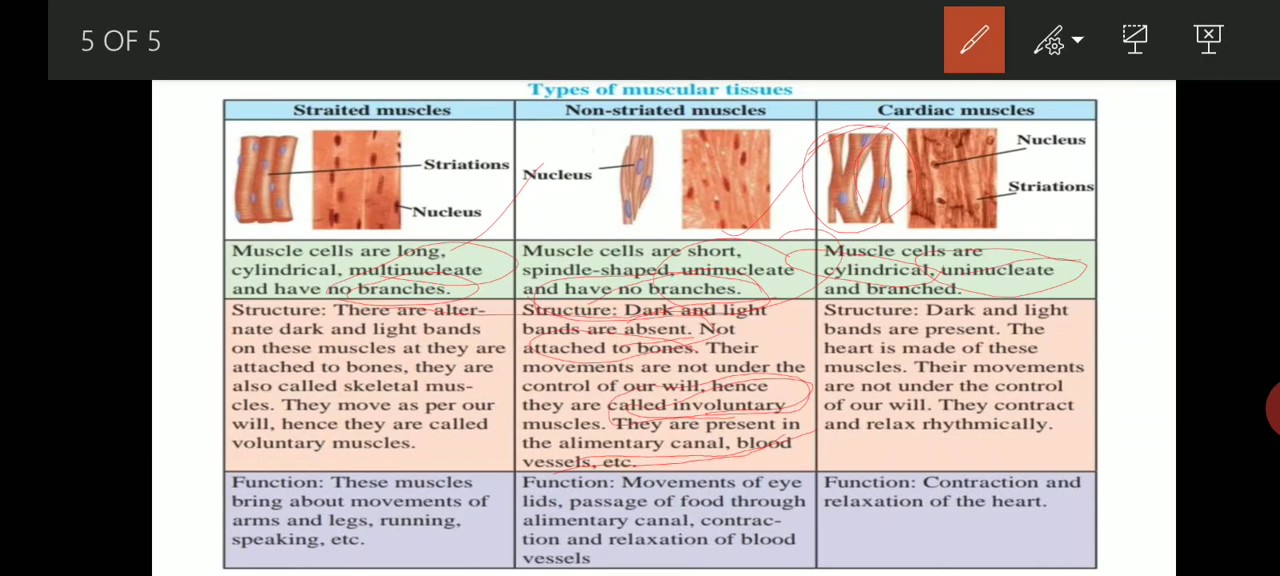 5 OF 5
Types of muscular tissues
Straited muscles
Non-striated muscles
Cardiac muscles
Striations
Nucleus
Nucleus
Nucleus
Striations
Muscle cells are long,
cylindrical, multinucleate
and have no branches.
Muscle cells are short,
spindle-shaped, uninucleate
and have no branches.
Muscle cells are
cylindrical, uninucleate
and branched.
Structure: There are alter-
nate dark and light bands
on these muscles at they are
attached to bones, they are
also called skeletal mus-
cles. They move as per our
will, hence they are called
voluntary muscles.
Structure: Dark and light
bands are absent. Not
attached to bones. Their
movements are not under the
control of our will, hence
they are called involuntary
muscles. They are present in
the alimentary canal, blood
vessels, etc.
Structure: Dark and light
bands are present. The
heart is made of these
muscles. Their movements
are not under the control
of our will. They contract
and relax rhythmically.
Function: These muscles
bring about movements of
arms and legs, running,
speaking, etc.
Function: Movements of eye
lids, passage of food through
alimentary canal, contrac-
tion and relaxation of blood
vessels
Function: Contraction and
relaxation of the heart.